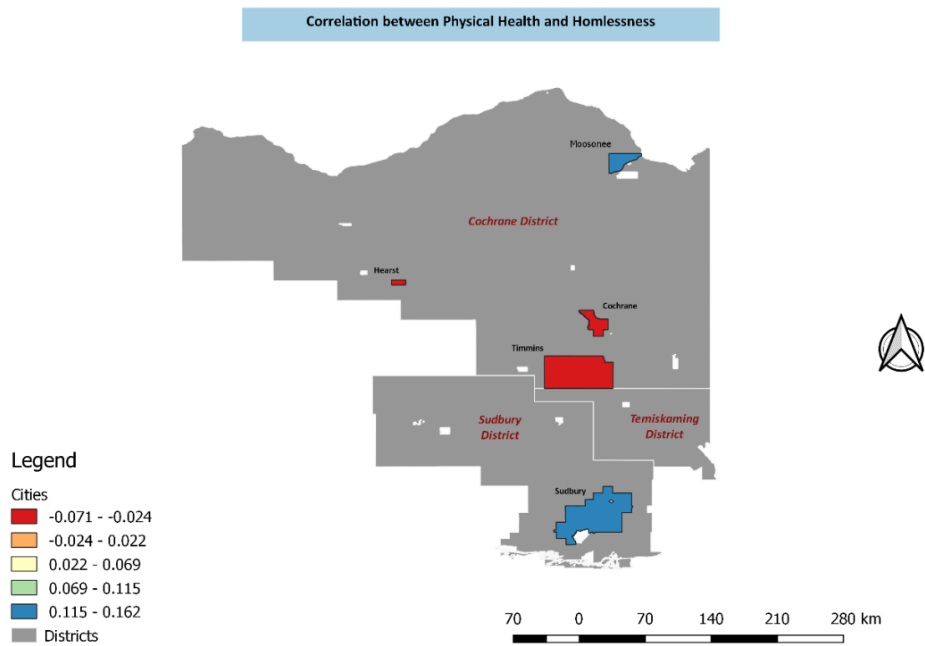 Correlation between Physical Health and Homlessness
Moosonee
Cochrane District
Hearst
Cochrane
Timmins
Sudbury
District
Temiskaming
District
Sudbury
Legend
Cities
-0.071 - -0.024
-0.024 - 0.022
0.022 - 0.069
0.069 - 0.115
0.115 - 0.162
Districts
70 0 70 140 210 280 km